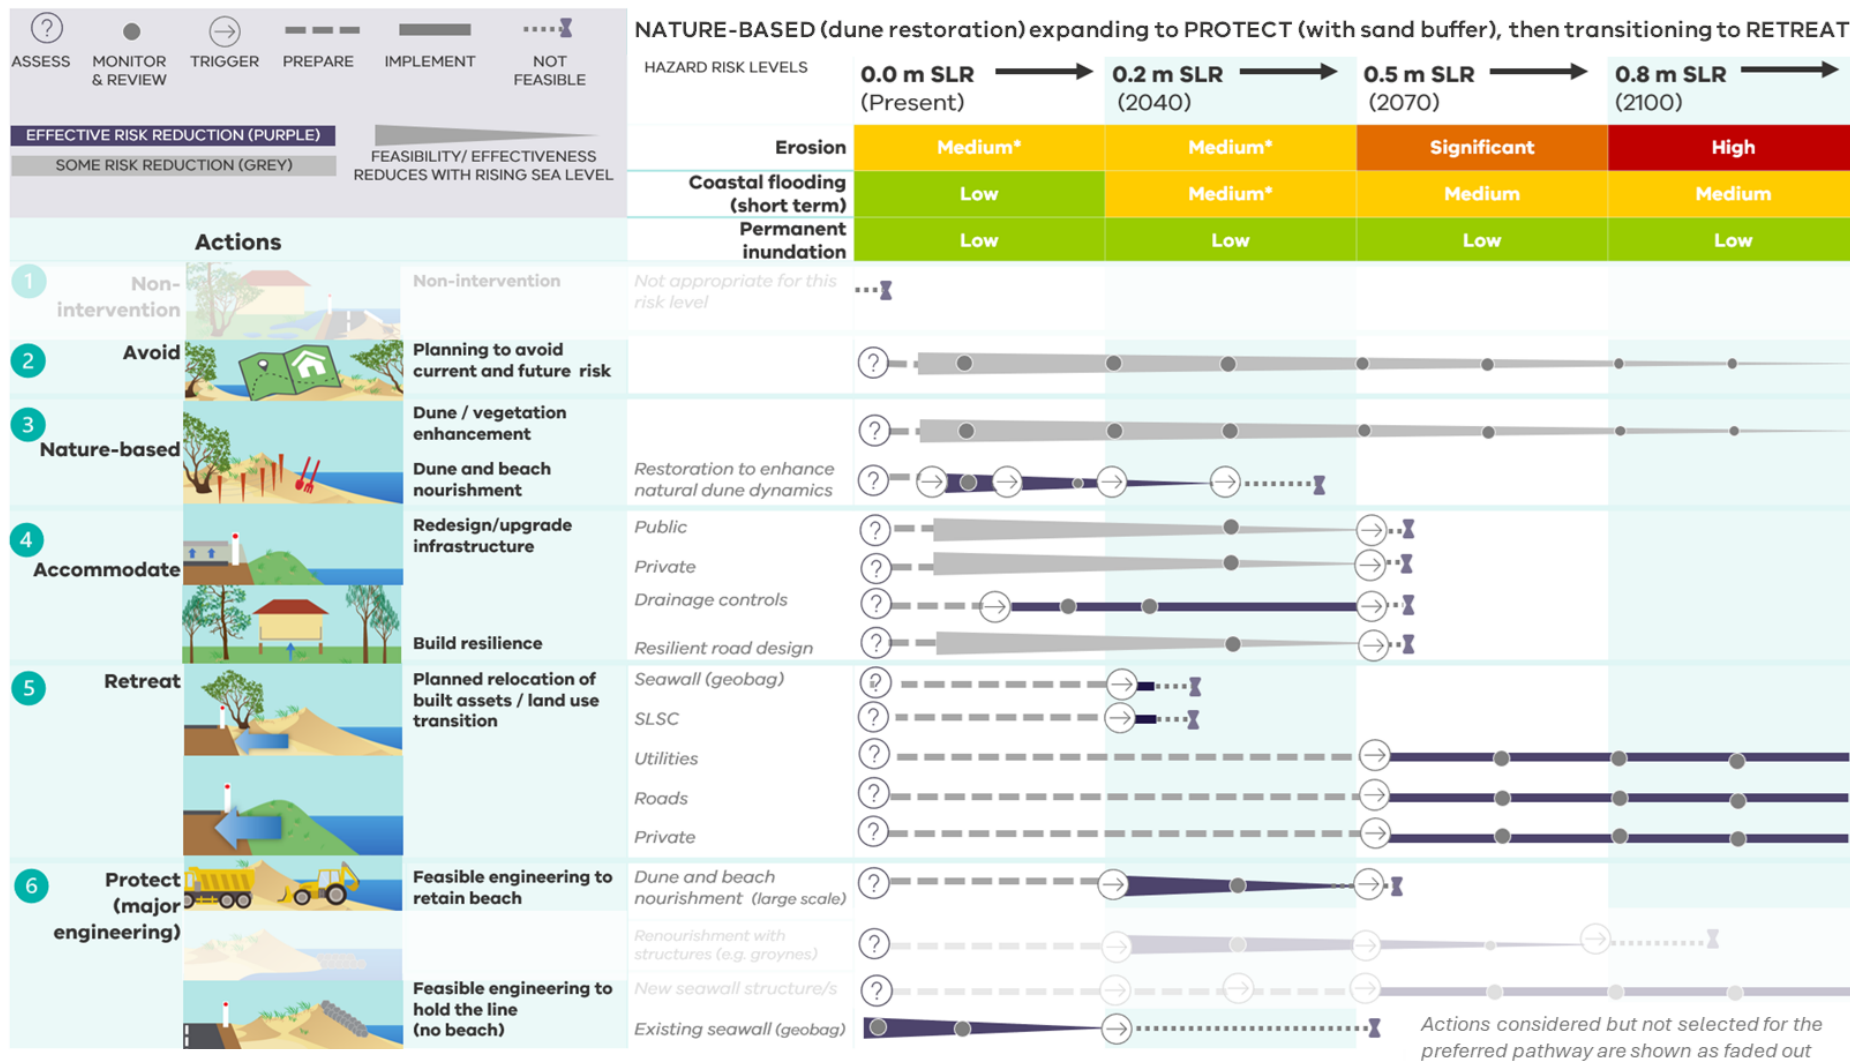 ?
ASSESS
MONITOR
& REVIEW
TRIGGER
PREPARE
IMPLEMENT
NOT
FEASIBLE
EFFECTIVE RISK REDUCTION (PURPLE)
SOME RISK REDUCTION (GREY)
FEASIBILITY/ EFFECTIVENESS
REDUCES WITH RISING SEA LEVEL
NATURE-BASED (dune restoration) expanding to PROTECT (with sand buffer), then transitioning to RETREAT
HAZARD RISK LEVELS
0.0 m SLR
(Present)
0.2 m SLR
(2040)
0.5 m SLR
(2070)
0.8 m SLR
(2100)
Erosion
Medium*
Medium*
Significant
High
Coastal flooding
(short term)
Low
Medium*
Medium
Medium
Permanent
inundation
Low
Low
Low
Low
Actions
1
Non-
intervention
Non-intervention
Not appropriate for this
risk level
2
Avoid
Planning to avoid
current and future risk
?
3
Nature-based
Dune / vegetation
enhancement
?
Dune and beach
nourishment
Restoration to enhance
natural dune dynamics
?
4
Accommodate
Redesign/upgrade
infrastructure
Public
?
Private
?
Drainage controls
?
Build resilience
Resilient road design
?
5
Retreat
Planned relocation of
built assets / land use
transition
Seawall (geobag)
?
SLSC
?
Utilities
?
Roads
?
Private
?
6
Protect
(major
engineering)
Feasible engineering to
retain beach
Dune and beach
nourishment (large scale)
?
Renourishment with
structures (e.g. groynes)
?
Feasible engineering to
hold the line
(no beach)
New seawall structure/s
?
Existing seawall (geobag)
Actions considered but not selected for the
preferred pathway are shown as faded out